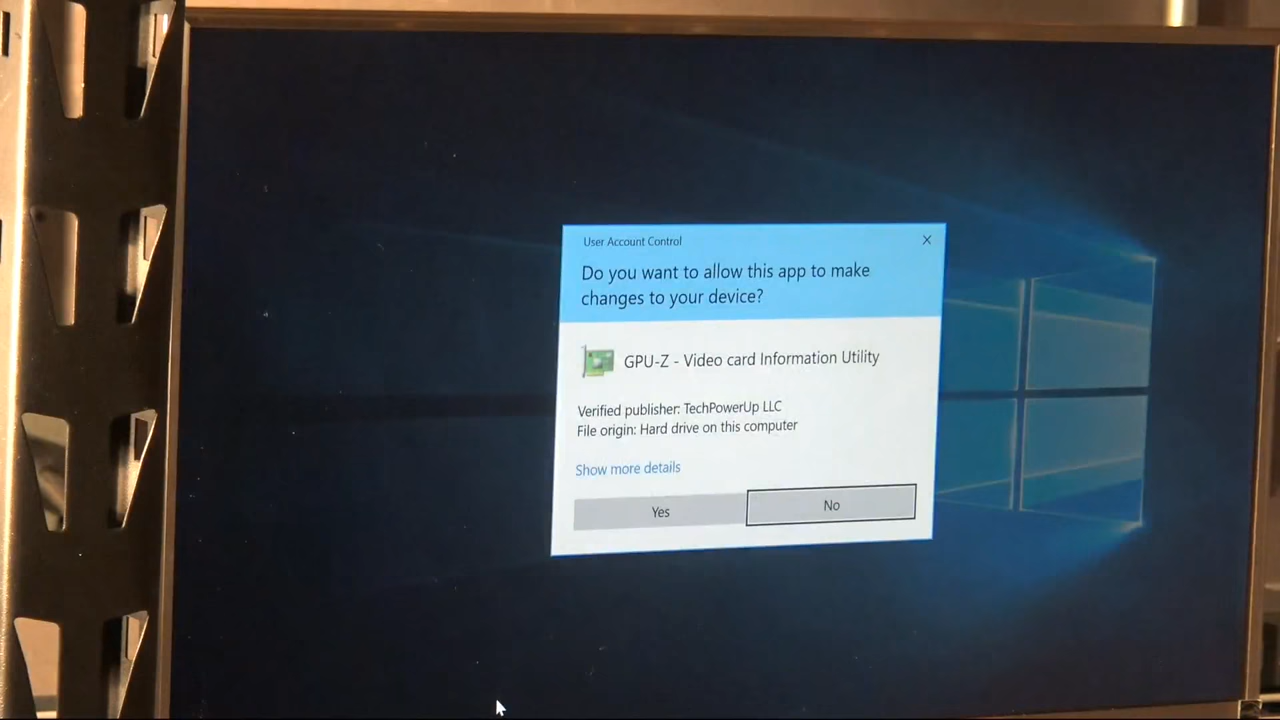 User Account Control
Do you want to allow this app to make
changes to your device?
GPU-Z - Video card Information Utility
Verified publisher: TechPowerUp LLC
File origin: Hard drive on this computer
Show more details
Yes
No